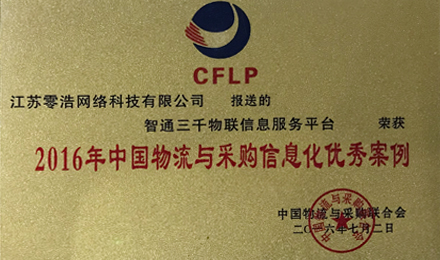 CFLP
江苏零浩网络科技有限公司 报送的
智通三千物联信息服务平台 荣获
2016年中国物流与采购信息化优秀案例
中国物流与采购联合会
二〇一六年七月二日